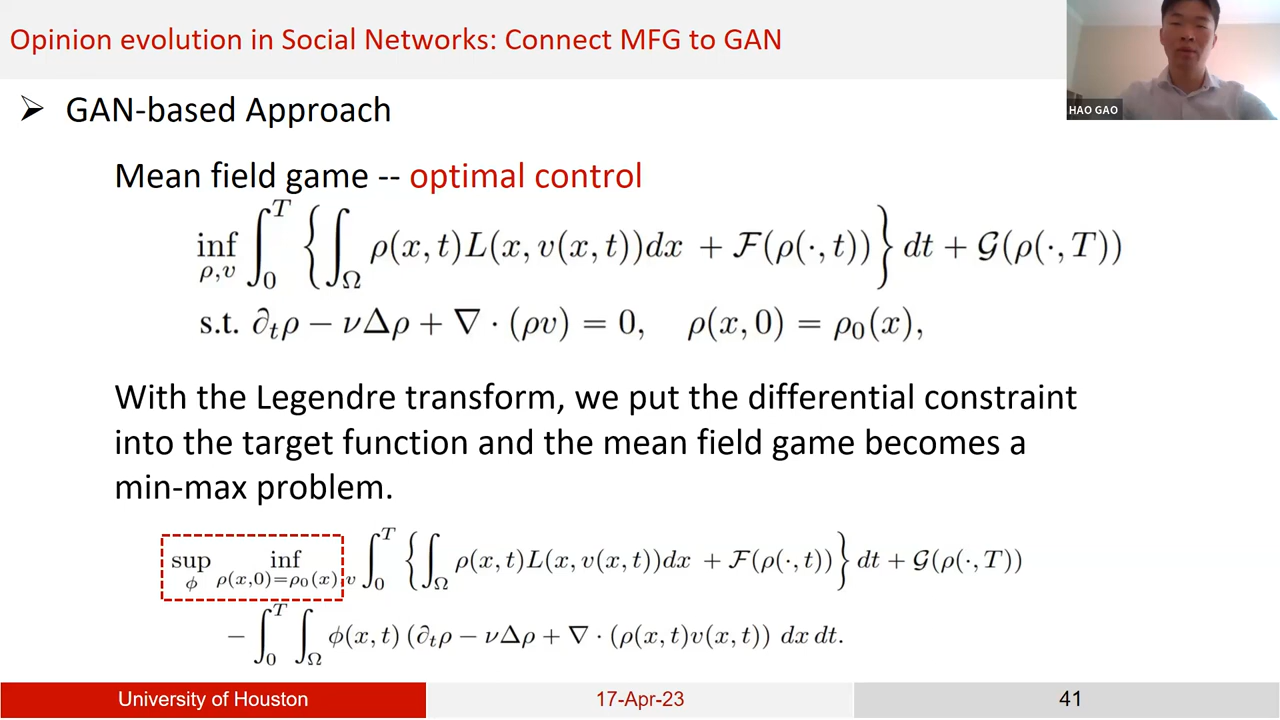 Opinion evolution in Social Networks: Connect MFG to GAN
HAO GAO
➢ GAN-based Approach
Mean field game -- optimal control
inf_{ρ,v} ∫_0^T { ∫_Ω ρ(x,t)L(x,v(x,t))dx + F(ρ(·,t)) } dt + G(ρ(·,T))
s.t. ∂_tρ − νΔρ + ∇ · (ρv) = 0, ρ(x,0) = ρ_0(x),
With the Legendre transform, we put the differential constraint
into the target function and the mean field game becomes a
min-max problem.
sup_ϕ inf_{ρ(x,0)=ρ_0(x),v} ∫_0^T { ∫_Ω ρ(x,t)L(x,v(x,t))dx + F(ρ(·,t)) } dt + G(ρ(·,T))
− ∫_0^T ∫_Ω ϕ(x,t) (∂_tρ − νΔρ + ∇ · (ρ(x,t)v(x,t)) dx dt.
University of Houston 17-Apr-23 41